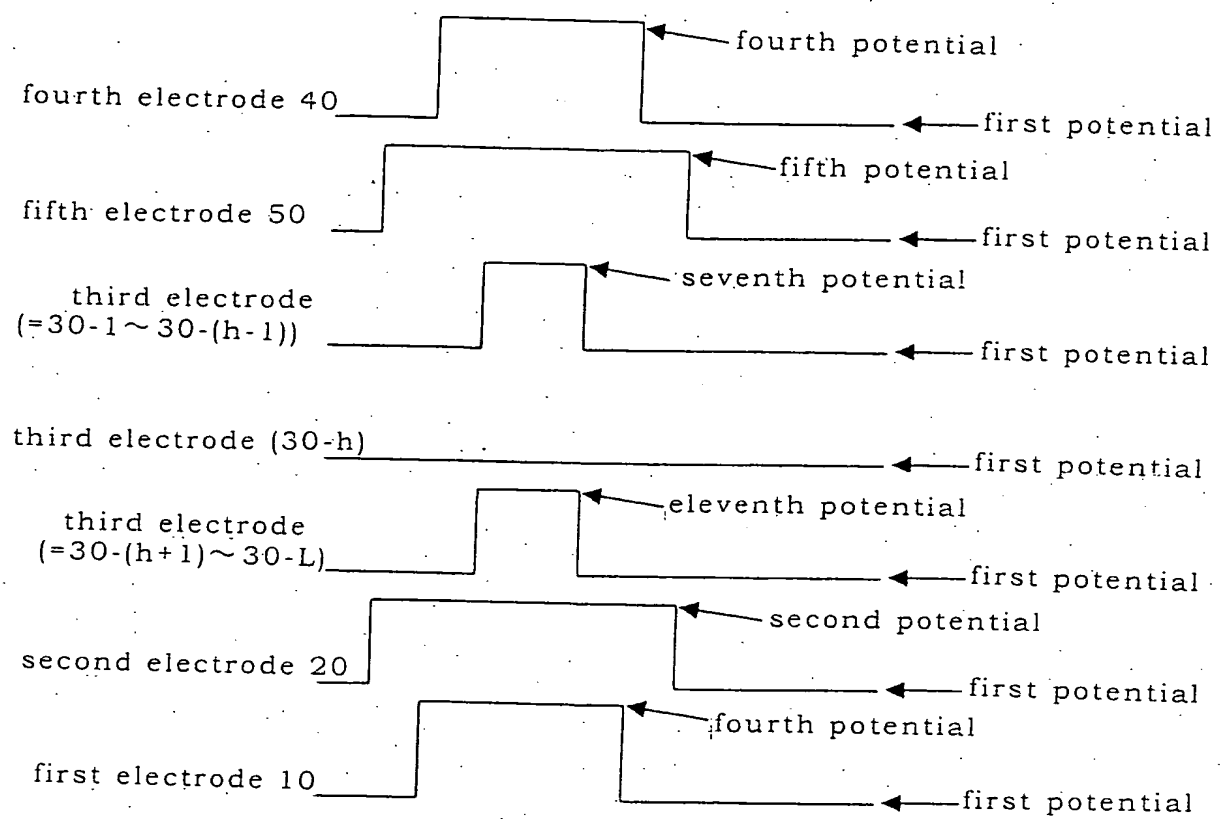 fourth potential
fourth electrode 40
first potential
fifth potential
fifth electrode 50
first potential
seventh potential
third electrode
(=30-1~30-(h-1))
first potential
third electrode (30-h)
first potential
eleventh potential
third electrode
(=30-(h+1)~30-L)
first potential
second potential
second electrode 20
first potential
fourth potential
first electrode 10
first potential